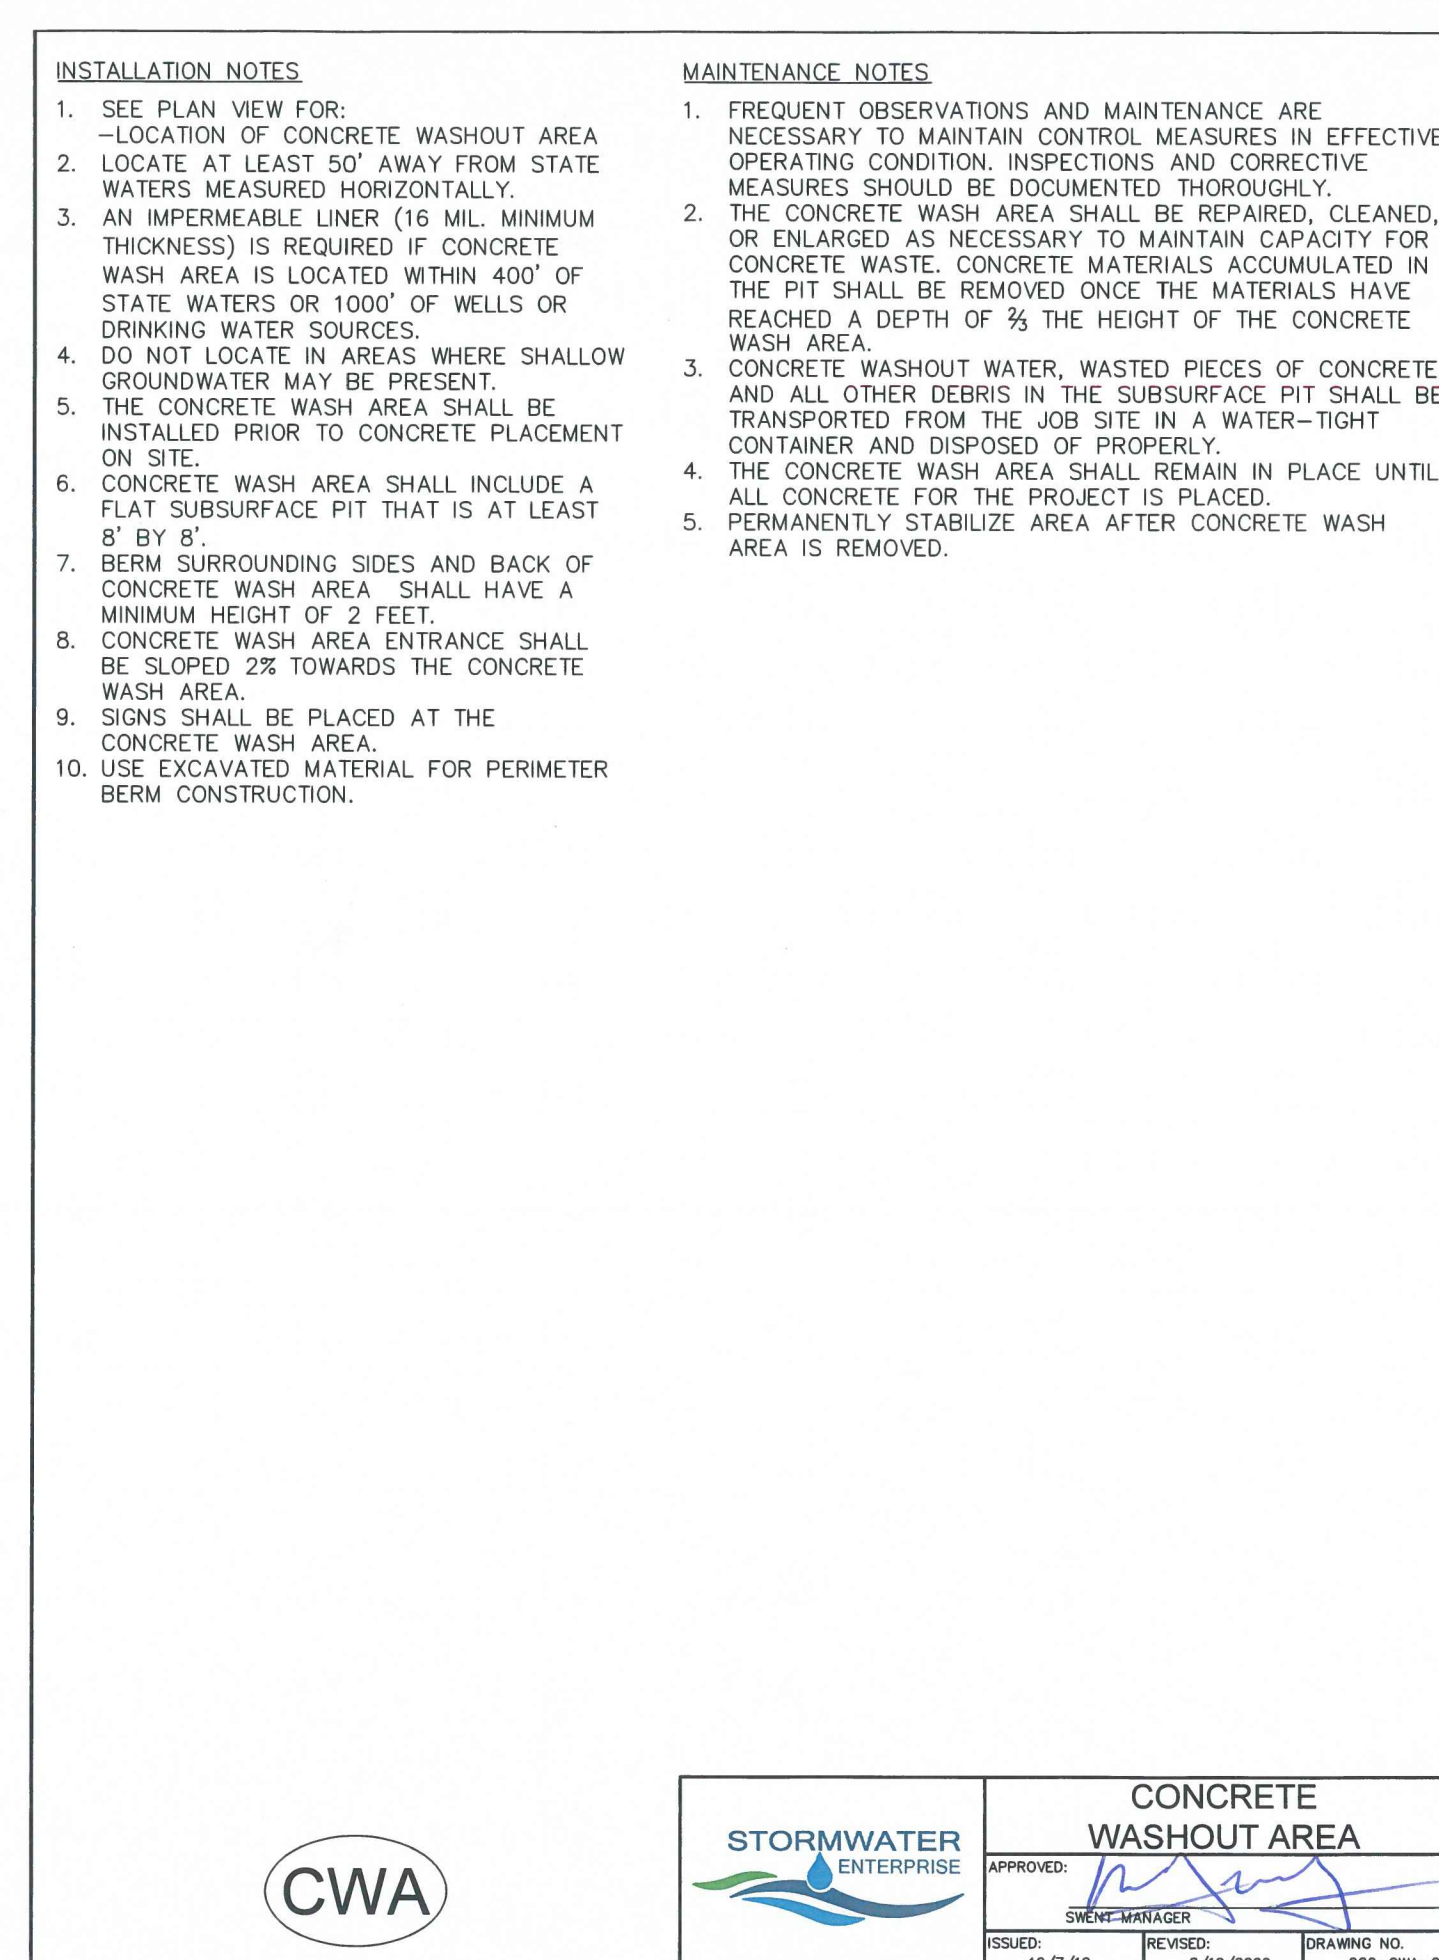 INSTALLATION NOTES
1. SEE PLAN VIEW FOR:
-LOCATION OF CONCRETE WASHOUT AREA
2. LOCATE AT LEAST 50' AWAY FROM STATE
WATERS MEASURED HORIZONTALLY.
3. AN IMPERMEABLE LINER (16 MIL. MINIMUM
THICKNESS) IS REQUIRED IF CONCRETE
WASH AREA IS LOCATED WITHIN 400' OF
STATE WATERS OR 1000' OF WELLS OR
DRINKING WATER SOURCES.
4. DO NOT LOCATE IN AREAS WHERE SHALLOW
GROUNDWATER MAY BE PRESENT.
5. THE CONCRETE WASH AREA SHALL BE
INSTALLED PRIOR TO CONCRETE PLACEMENT
ON SITE.
6. CONCRETE WASH AREA SHALL INCLUDE A
FLAT SUBSURFACE PIT THAT IS AT LEAST
8' BY 8'.
7. BERM SURROUNDING SIDES AND BACK OF
CONCRETE WASH AREA SHALL HAVE A
MINIMUM HEIGHT OF 2 FEET.
8. CONCRETE WASH AREA ENTRANCE SHALL
BE SLOPED 2% TOWARDS THE CONCRETE
WASH AREA.
9. SIGNS SHALL BE PLACED AT THE
CONCRETE WASH AREA.
10. USE EXCAVATED MATERIAL FOR PERIMETER
BERM CONSTRUCTION.
MAINTENANCE NOTES
1. FREQUENT OBSERVATIONS AND MAINTENANCE ARE
NECESSARY TO MAINTAIN CONTROL MEASURES IN EFFECTIVE
OPERATING CONDITION. INSPECTIONS AND CORRECTIVE
MEASURES SHOULD BE DOCUMENTED THOROUGHLY.
2. THE CONCRETE WASH AREA SHALL BE REPAIRED, CLEANED,
OR ENLARGED AS NECESSARY TO MAINTAIN CAPACITY FOR
CONCRETE WASTE. CONCRETE MATERIALS ACCUMULATED IN
THE PIT SHALL BE REMOVED ONCE THE MATERIALS HAVE
REACHED A DEPTH OF ⅔ THE HEIGHT OF THE CONCRETE
WASH AREA.
3. CONCRETE WASHOUT WATER, WASTED PIECES OF CONCRETE
AND ALL OTHER DEBRIS IN THE SUBSURFACE PIT SHALL BE
TRANSPORTED FROM THE JOB SITE IN A WATER-TIGHT
CONTAINER AND DISPOSED OF PROPERLY.
4. THE CONCRETE WASH AREA SHALL REMAIN IN PLACE UNTIL
ALL CONCRETE FOR THE PROJECT IS PLACED.
5. PERMANENTLY STABILIZE AREA AFTER CONCRETE WASH
AREA IS REMOVED.
CWA
STORMWATER
ENTERPRISE
CONCRETE
WASHOUT AREA
APPROVED:
SWENT MANAGER
ISSUED:
REVISED:
DRAWING NO.